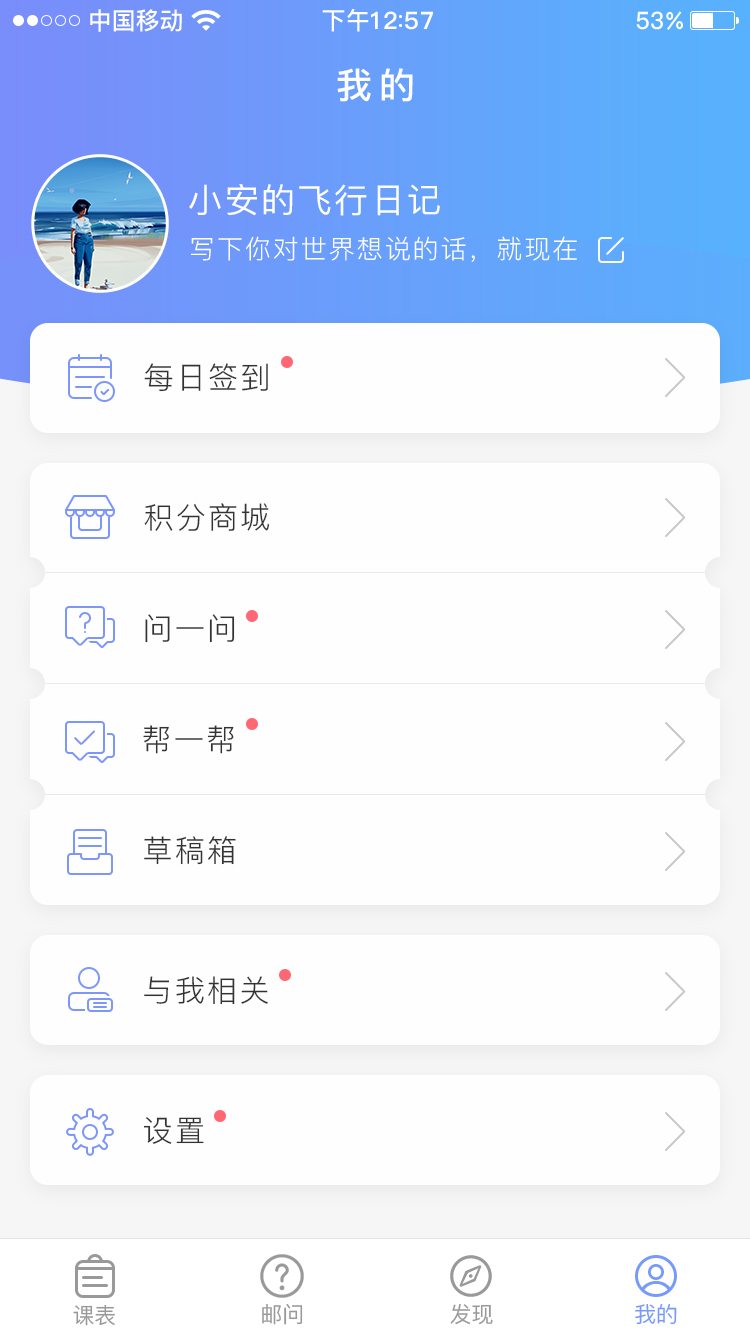 中国移动 下午12:57 53%
我的
小安的飞行日记
写下你对世界想说的话，就现在
每日签到
积分商城
问一问
帮一帮
草稿箱
与我相关
设置
课表 邮问 发现 我的